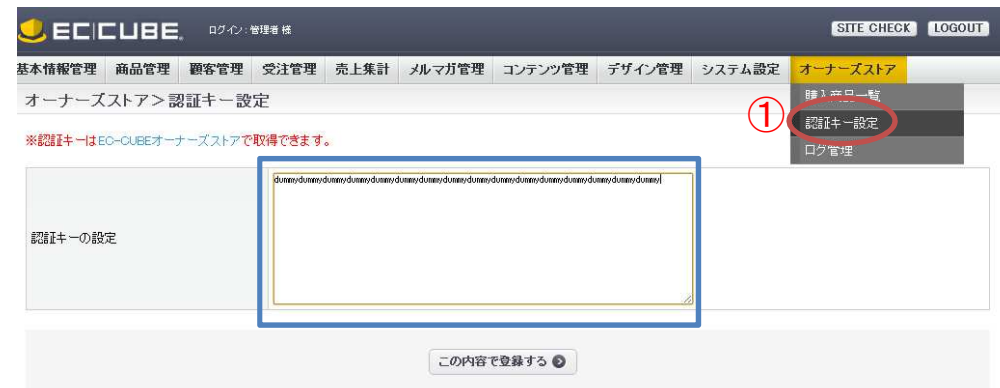 EC CUBE. ログイン : 管理者 様 SITE CHECK LOGOUT
基本情報管理 商品管理 顧客管理 受注管理 売上集計 メルマガ管理 コンテンツ管理 デザイン管理 システム設定 オーナーズストア
購入商品一覧
認証キー設定
ログ管理
①
オーナーズストア>認証キー設定
※認証キーはEC-CUBEオーナーズストアで取得できます。
認証キーの設定
dummydummydummydummydummydummydummydummydummydummydummydummydummydummydummydummy
この内容で登録する